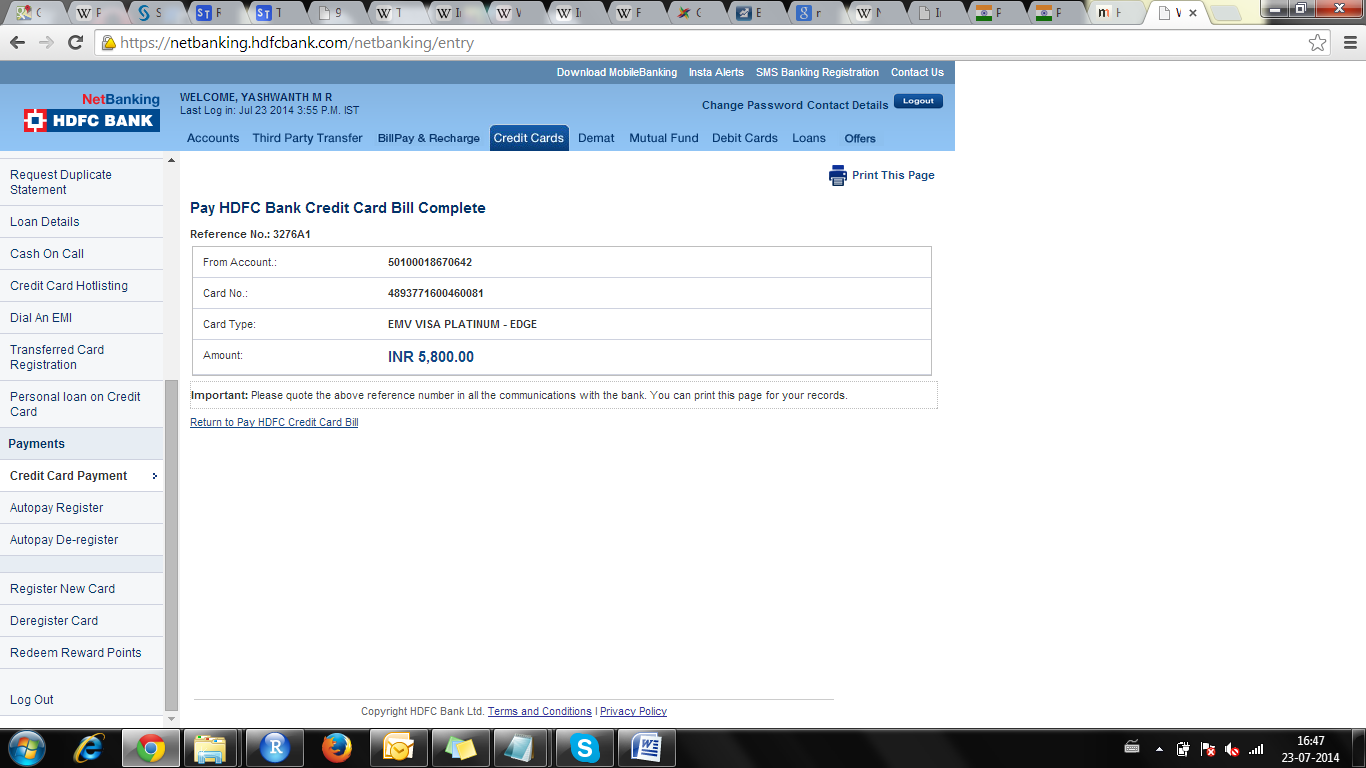 https://netbanking.hdfcbank.com/netbanking/entry
Download MobileBanking Insta Alerts SMS Banking Registration Contact Us
NetBanking
HDFC BANK
WELCOME, YASHWANTH M R
Last Log in: Jul 23 2014 3:55 P.M. IST
Change Password Contact Details Logout
Accounts Third Party Transfer BillPay & Recharge Credit Cards Demat Mutual Fund Debit Cards Loans Offers
Request Duplicate
Statement
Loan Details
Cash On Call
Credit Card Hotlisting
Dial An EMI
Transferred Card
Registration
Personal loan on Credit
Card
Payments
Credit Card Payment
Autopay Register
Autopay De-register
Register New Card
Deregister Card
Redeem Reward Points
Log Out
Print This Page
Pay HDFC Bank Credit Card Bill Complete
Reference No.: 3276A1
From Account.: 50100018670642
Card No.: 4893771600460081
Card Type: EMV VISA PLATINUM - EDGE
Amount: INR 5,800.00
Important: Please quote the above reference number in all the communications with the bank. You can print this page for your records.
Return to Pay HDFC Credit Card Bill
Copyright HDFC Bank Ltd. Terms and Conditions | Privacy Policy
16:47
23-07-2014